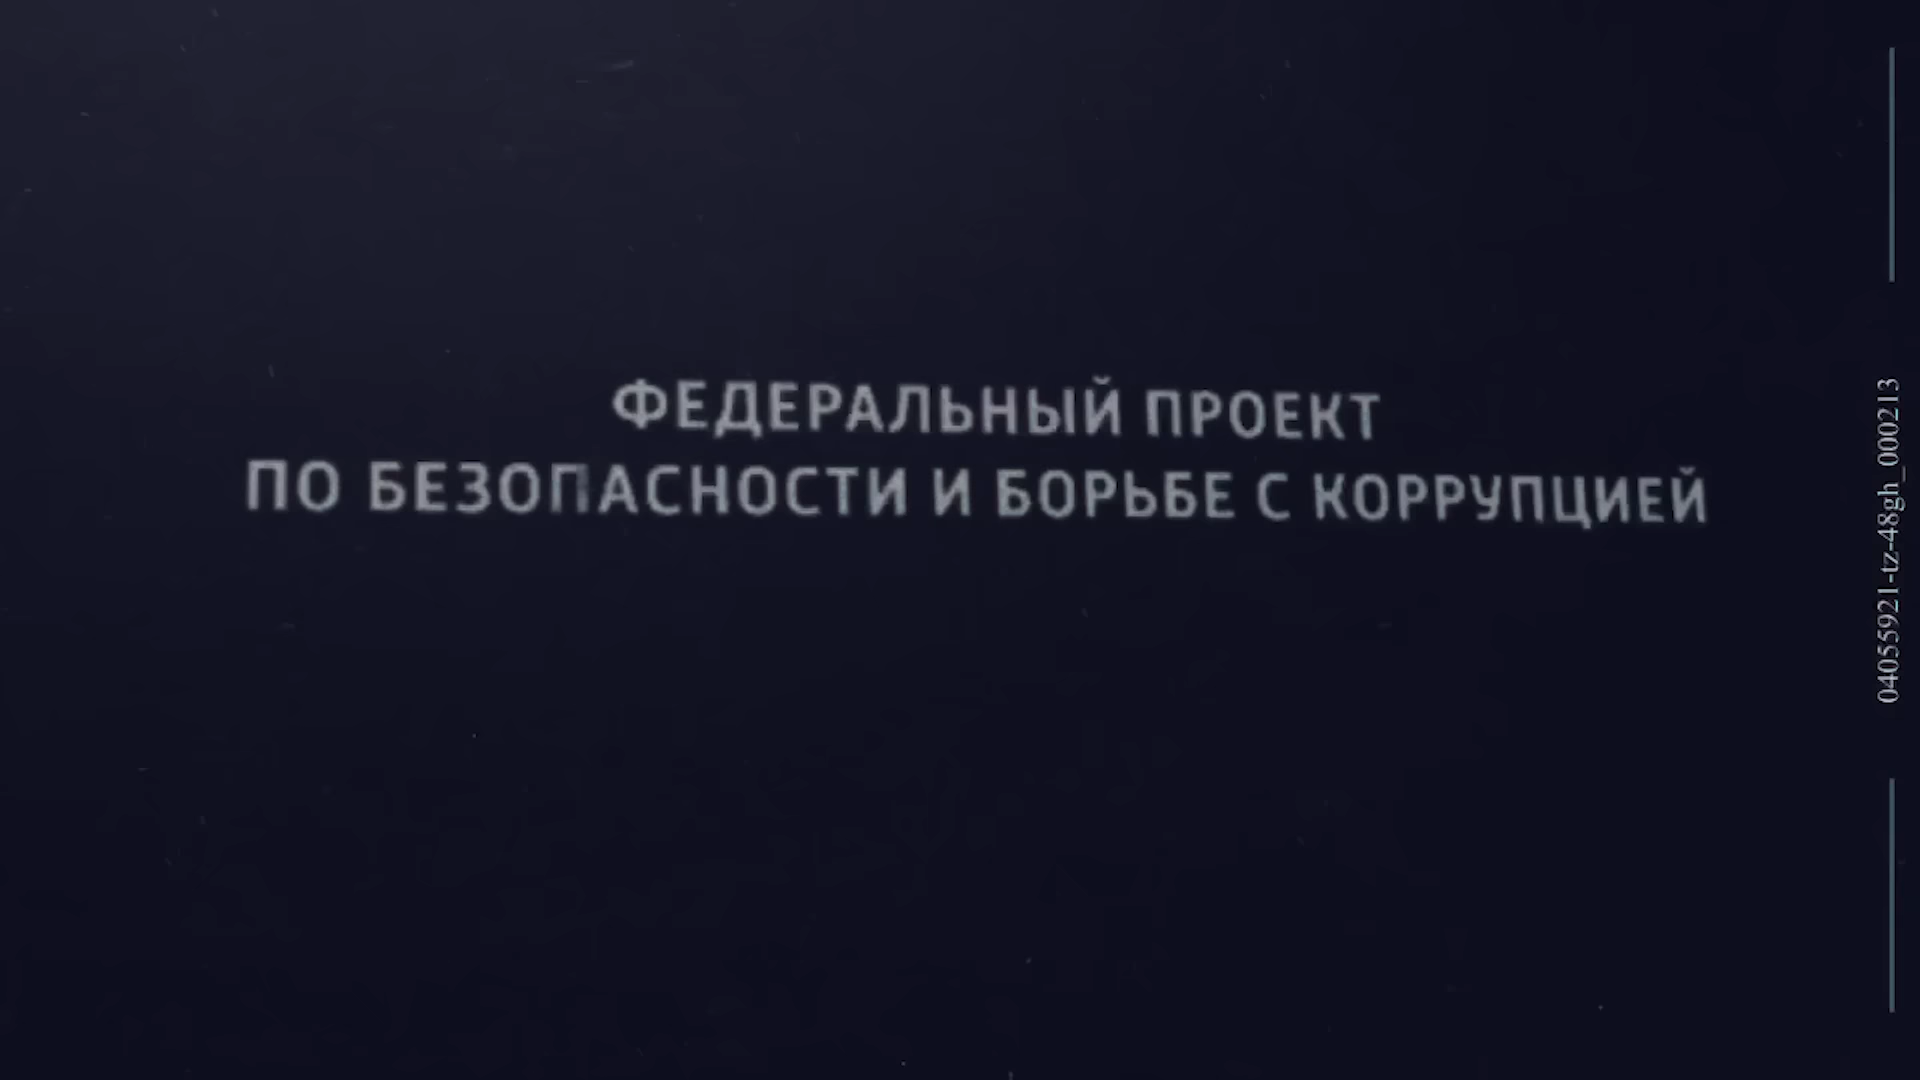 ФЕДЕРАЛЬНЫЙ ПРОЕКТ
ПО БЕЗОПАСНОСТИ И БОРЬБЕ С КОРРУПЦИЕЙ
04055921-tz-48gh_000213